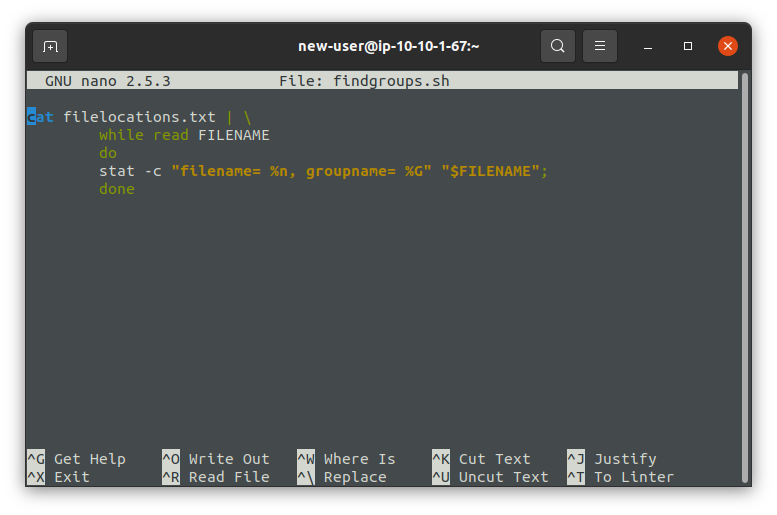 new-user@ip-10-10-1-67:~
GNU nano 2.5.3 File: findgroups.sh
cat filelocations.txt | \
while read FILENAME
do
stat -c "filename= %n, groupname= %G" "$FILENAME";
done
^G Get Help ^O Write Out ^W Where Is ^K Cut Text ^J Justify
^X Exit ^R Read File ^\ Replace ^U Uncut Text ^T To Linter